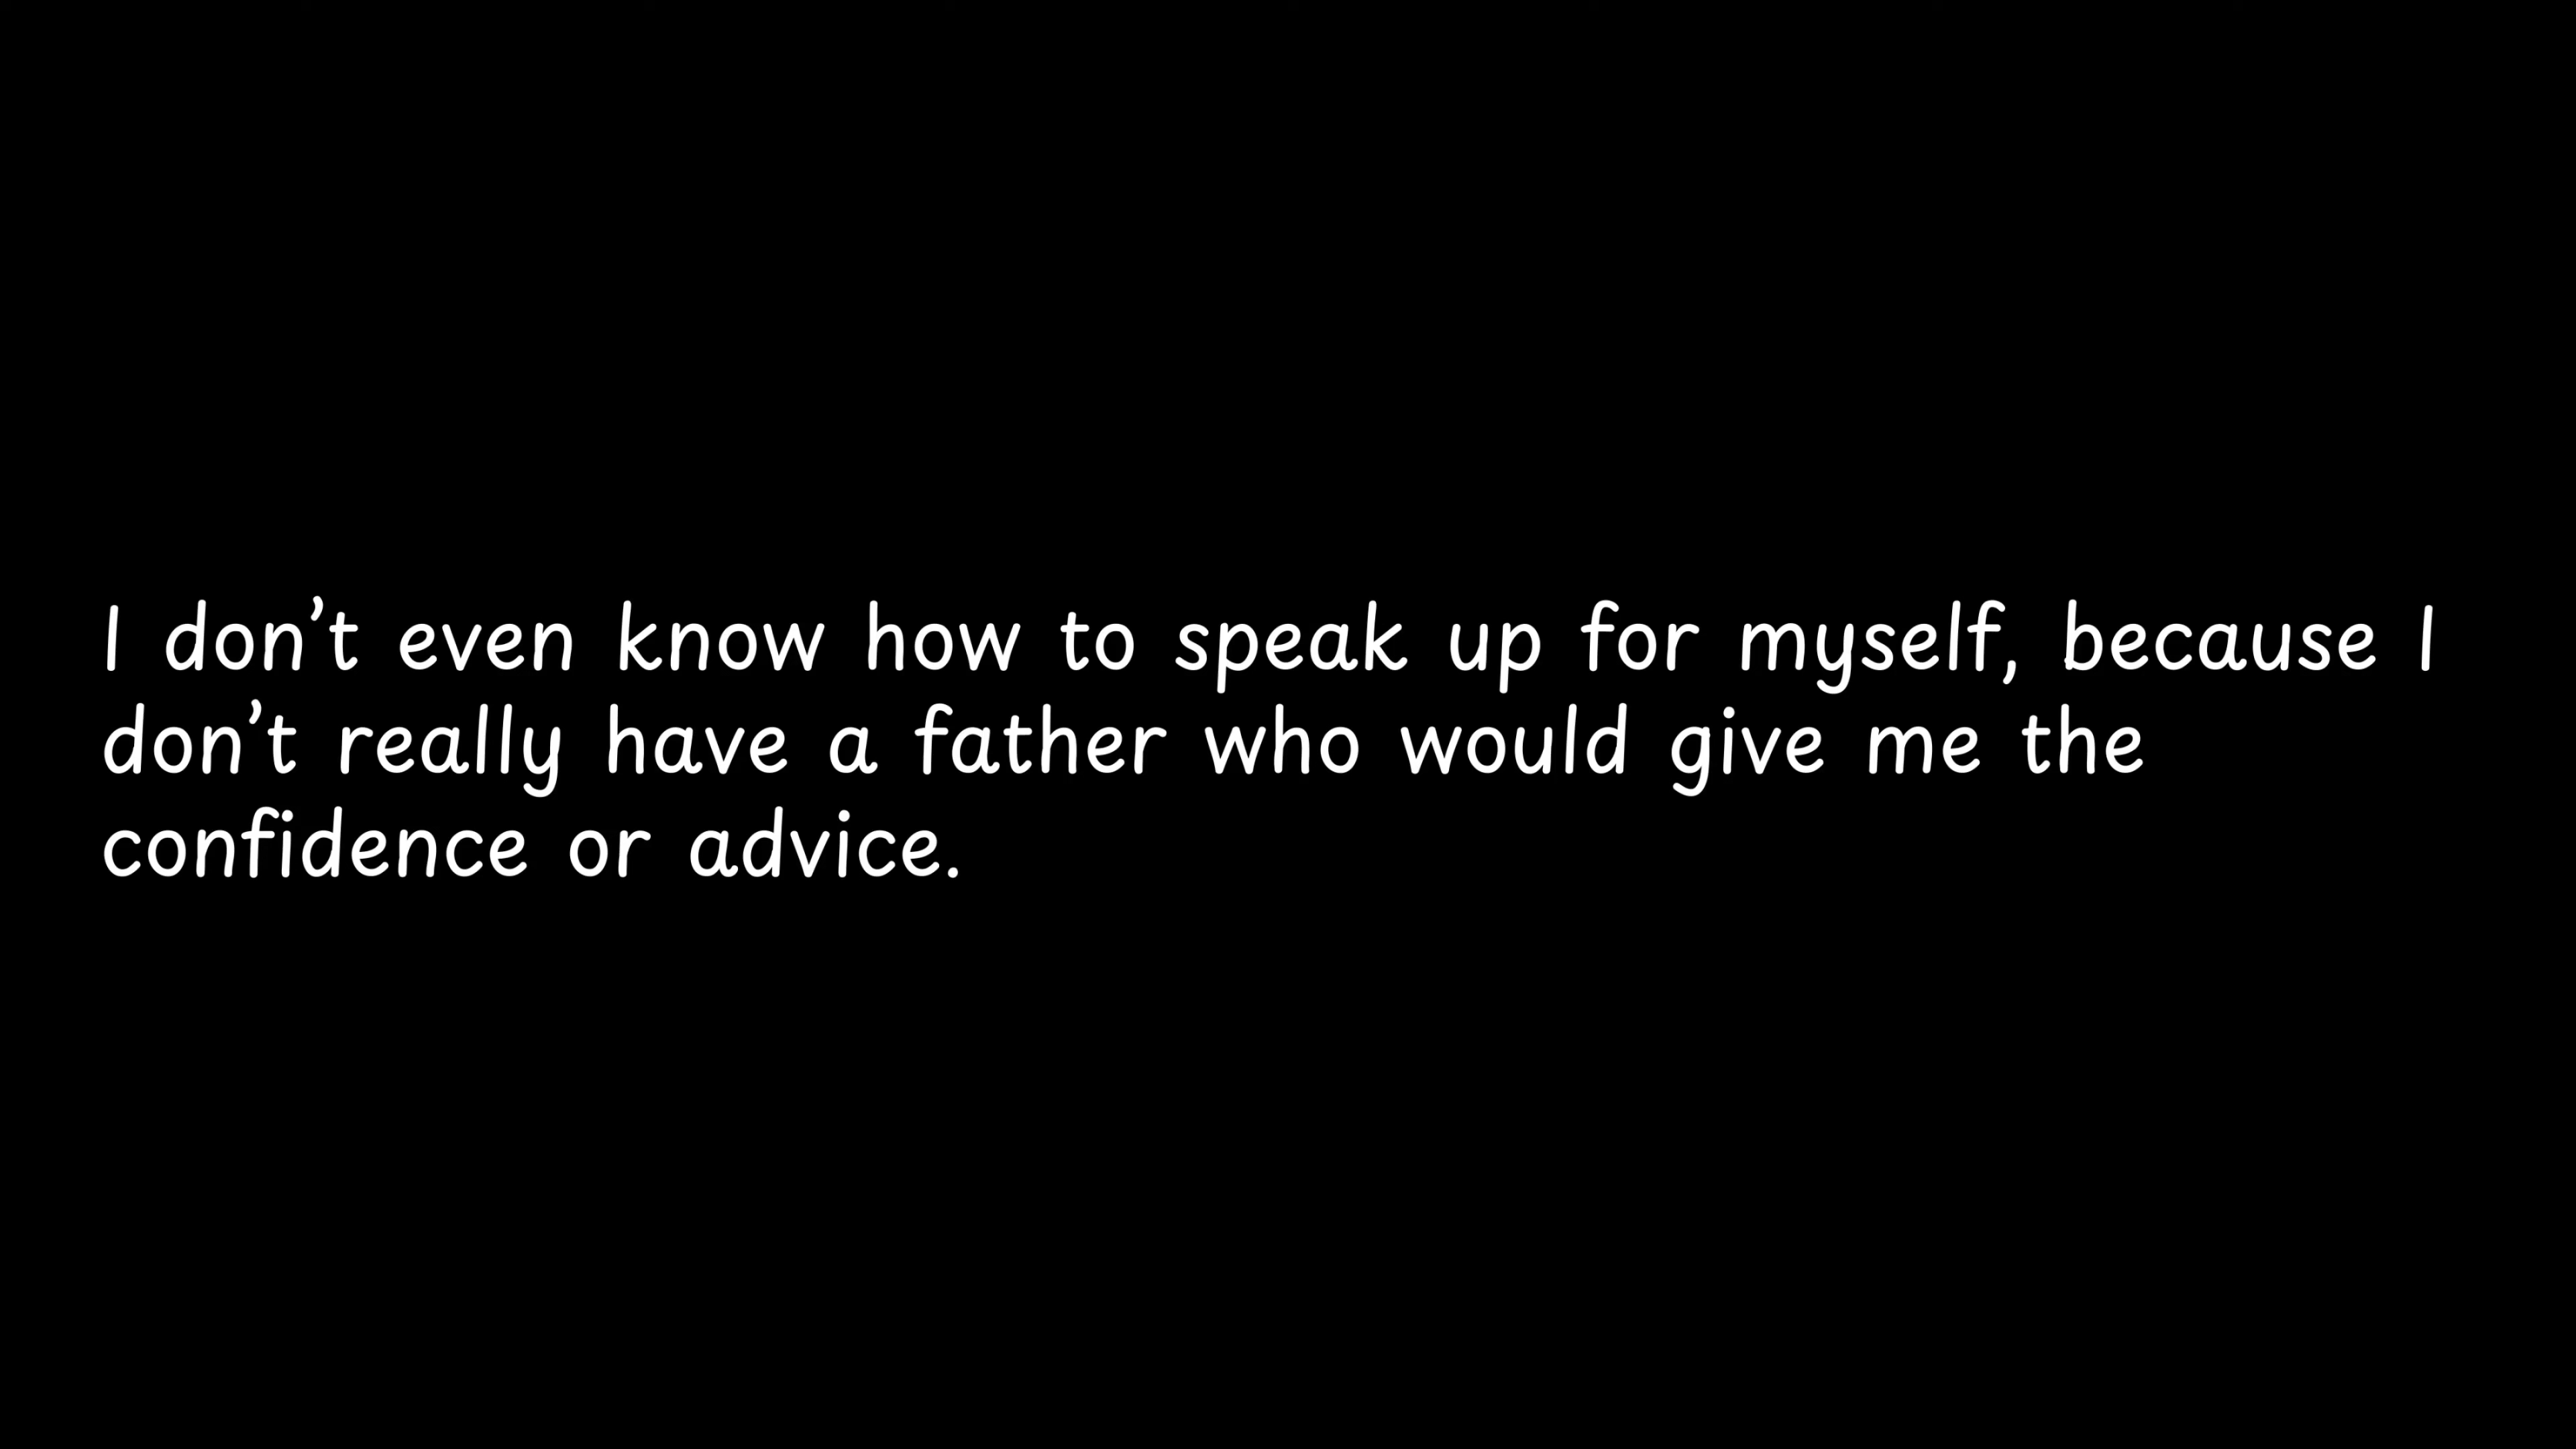 I don’t even know how to speak up for myself, because I
don’t really have a father who would give me the
confidence or advice.